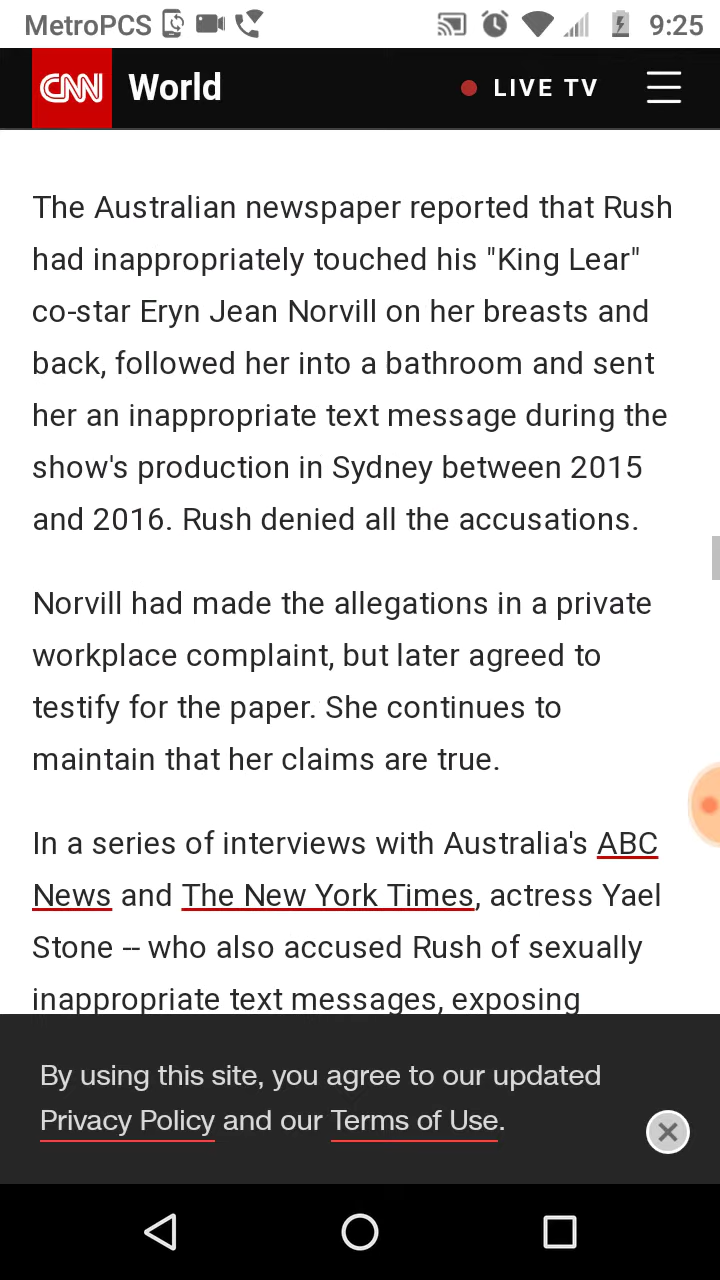 MetroPCS 9:25
CNN World LIVE TV
The Australian newspaper reported that Rush
had inappropriately touched his "King Lear"
co-star Eryn Jean Norvill on her breasts and
back, followed her into a bathroom and sent
her an inappropriate text message during the
show's production in Sydney between 2015
and 2016. Rush denied all the accusations.
Norvill had made the allegations in a private
workplace complaint, but later agreed to
testify for the paper. She continues to
maintain that her claims are true.
In a series of interviews with Australia's ABC
News and The New York Times, actress Yael
Stone -- who also accused Rush of sexually
inappropriate text messages, exposing
By using this site, you agree to our updated
Privacy Policy and our Terms of Use.